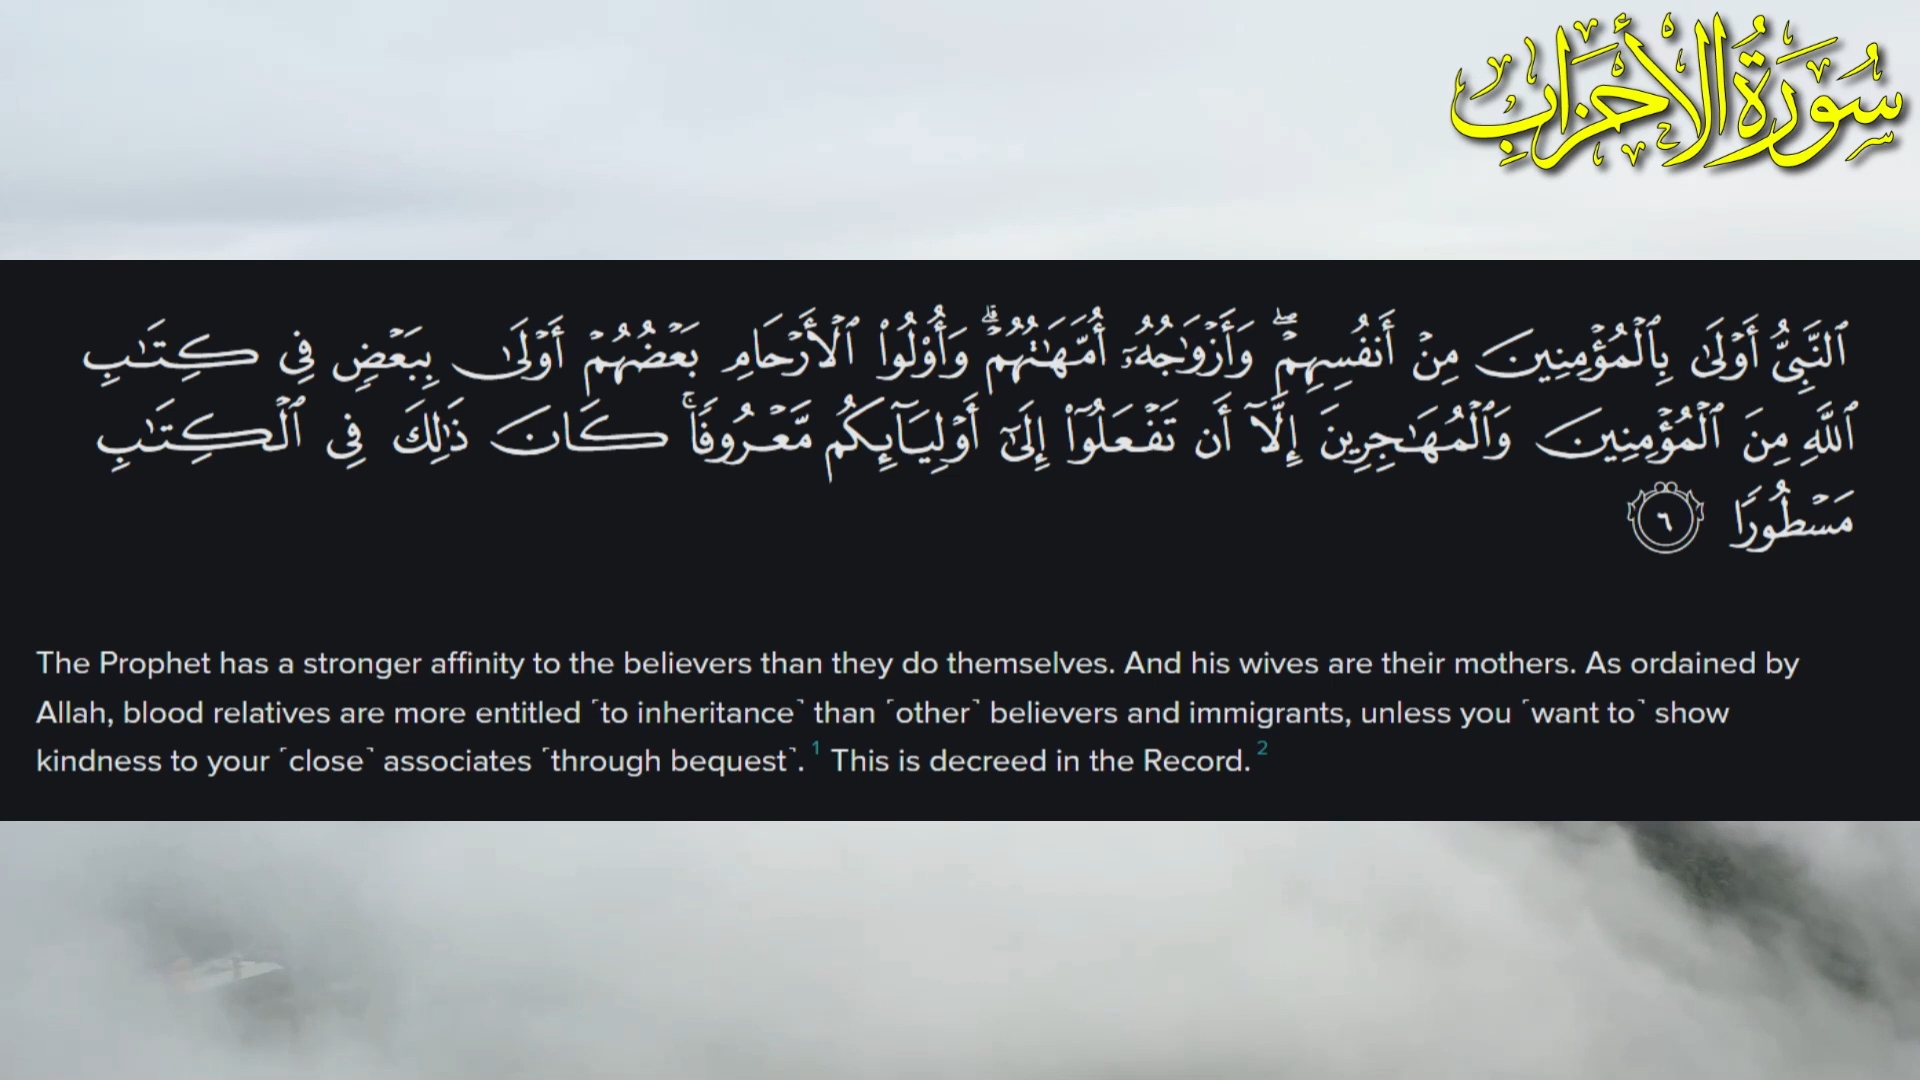 سُورَةُ الأَحْزَابِ
ٱلنَّبِىُّ أَوْلَىٰ بِٱلْمُؤْمِنِينَ مِنْ أَنفُسِهِمْ ۖ وَأَزْوَٰجُهُۥٓ أُمَّهَـٰتُهُمْ ۗ وَأُو۟لُوا۟ ٱلْأَرْحَامِ بَعْضُهُمْ أَوْلَىٰ بِبَعْضٍ فِى كِتَـٰبِ
ٱللَّهِ مِنَ ٱلْمُؤْمِنِينَ وَٱلْمُهَـٰجِرِينَ إِلَّآ أَن تَفْعَلُوٓا۟ إِلَىٰٓ أَوْلِيَآئِكُم مَّعْرُوفًا ۚ كَانَ ذَٰلِكَ فِى ٱلْكِتَـٰبِ
مَسْطُورًا ٦
The Prophet has a stronger affinity to the believers than they do themselves. And his wives are their mothers. As ordained by
Allah, blood relatives are more entitled ˹to inheritance˺ than ˹other˺ believers and immigrants, unless you ˹want to˺ show
kindness to your ˹close˺ associates ˹through bequest˺. 1 This is decreed in the Record. 2